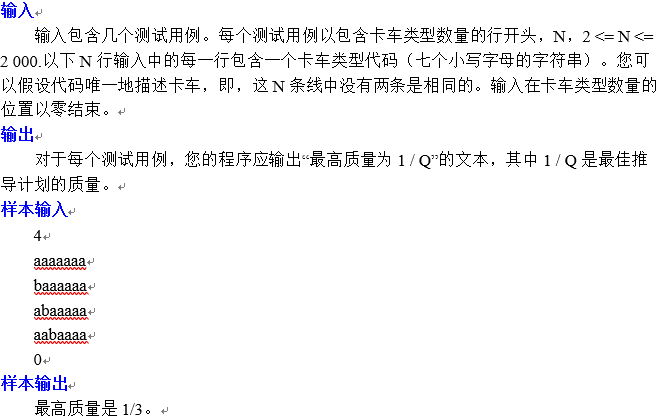 输入
输入包含几个测试用例。每个测试用例以包含卡车类型数量的行开头，N，2 <= N <=
2 000.以下 N 行输入中的每一行包含一个卡车类型代码（七个小写字母的字符串）。您可
以假设代码唯一地描述卡车，即，这 N 条线中没有两条是相同的。输入在卡车类型数量的
位置以零结束。
输出
对于每个测试用例，您的程序应输出“最高质量为 1 / Q”的文本，其中 1 / Q 是最佳推
导计划的质量。
样本输入
4
aaaaaaa
baaaaaa
abaaaaa
aabaaaa
0
样本输出
最高质量是 1/3。